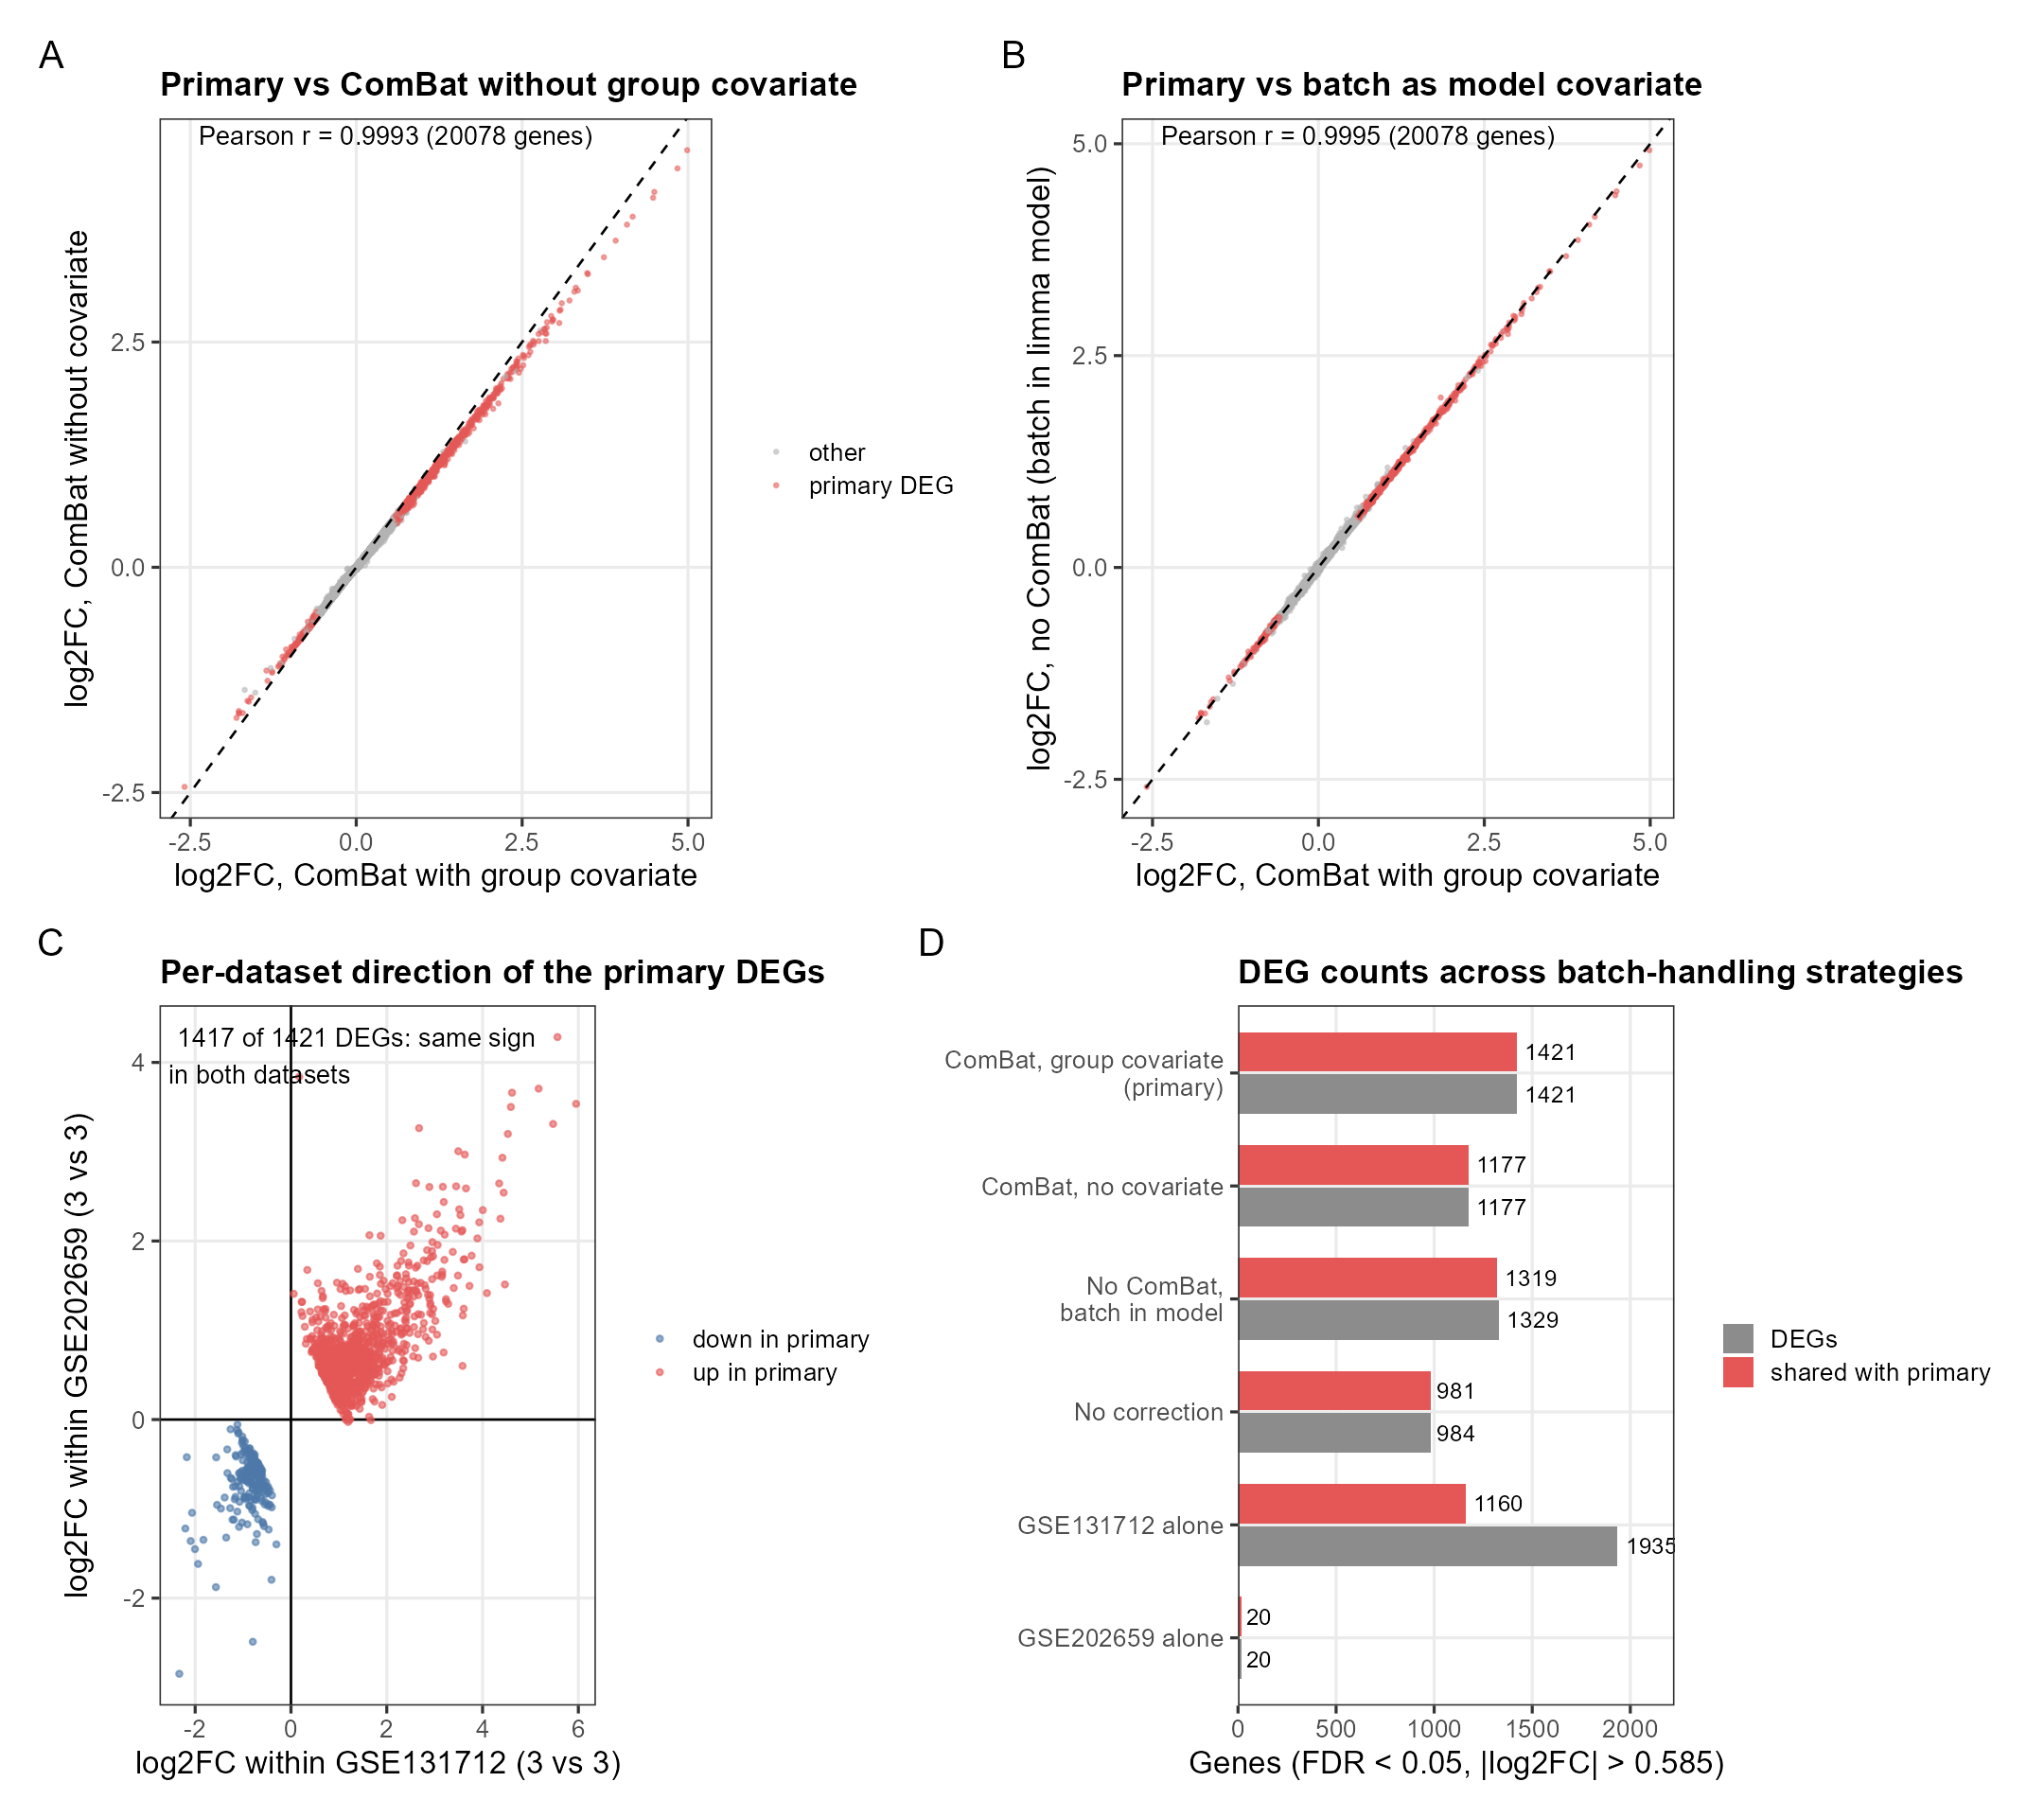 A
Primary vs ComBat without group covariate
Pearson r = 0.9993 (20078 genes)
log2FC, ComBat without covariate
2.5
0.0
-2.5
-2.5
0.0
2.5
5.0
log2FC, ComBat with group covariate
other
primary DEG
B
Primary vs batch as model covariate
Pearson r = 0.9995 (20078 genes)
log2FC, no ComBat (batch in limma model)
5.0
2.5
0.0
-2.5
-2.5
0.0
2.5
5.0
log2FC, ComBat with group covariate
C
Per-dataset direction of the primary DEGs
1417 of 1421 DEGs: same sign
in both datasets
log2FC within GSE202659 (3 vs 3)
4
2
0
-2
-2
0
2
4
6
log2FC within GSE131712 (3 vs 3)
down in primary
up in primary
D
DEG counts across batch-handling strategies
ComBat, group covariate
(primary)
1421
1421
ComBat, no covariate
1177
1177
No ComBat,
batch in model
1319
1329
No correction
981
984
GSE131712 alone
1160
1935
GSE202659 alone
20
20
0
500
1000
1500
2000
Genes (FDR < 0.05, |log2FC| > 0.585)
DEGs
shared with primary